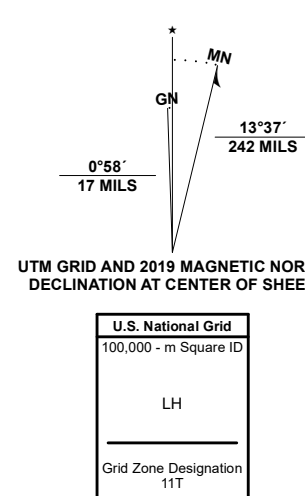 ★
MN
GN
13°37´
242 MILS
0°58´
17 MILS
UTM GRID AND 2019 MAGNETIC NOR
DECLINATION AT CENTER OF SHEE
U.S. National Grid
100,000 - m Square ID
LH
Grid Zone Designation
11T